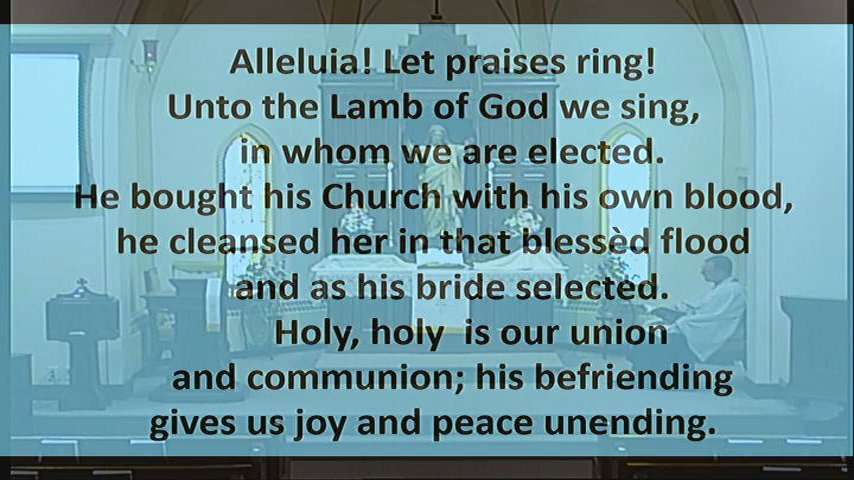 Alleluia! Let praises ring!
Unto the Lamb of God we sing,
in whom we are elected.
He bought his Church with his own blood,
he cleansed her in that blessèd flood
and as his bride selected.
Holy, holy  is our union
and communion; his befriending
gives us joy and peace unending.